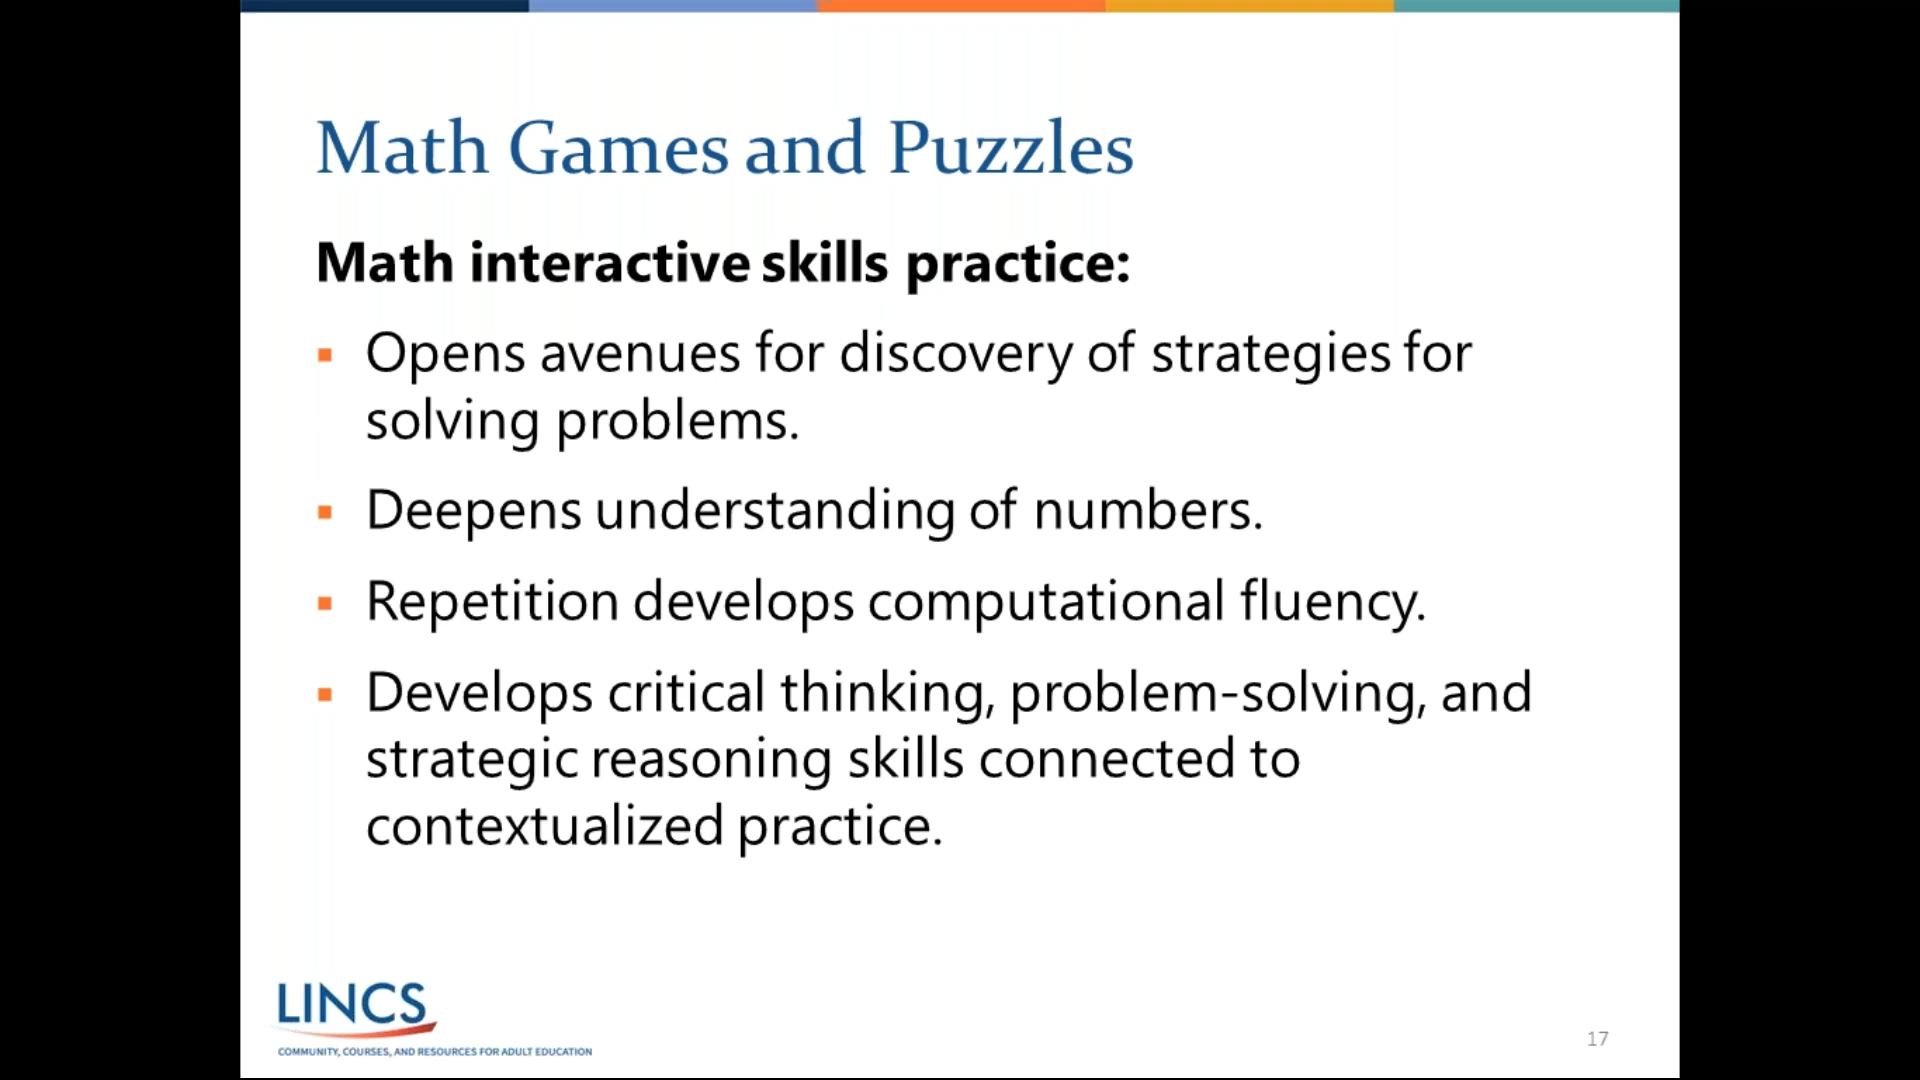 Math Games and Puzzles
Math interactive skills practice:
▪ Opens avenues for discovery of strategies for
solving problems.
▪ Deepens understanding of numbers.
▪ Repetition develops computational fluency.
▪ Develops critical thinking, problem-solving, and
strategic reasoning skills connected to
contextualized practice.
LINCS
COMMUNITY, COURSES, AND RESOURCES FOR ADULT EDUCATION
17